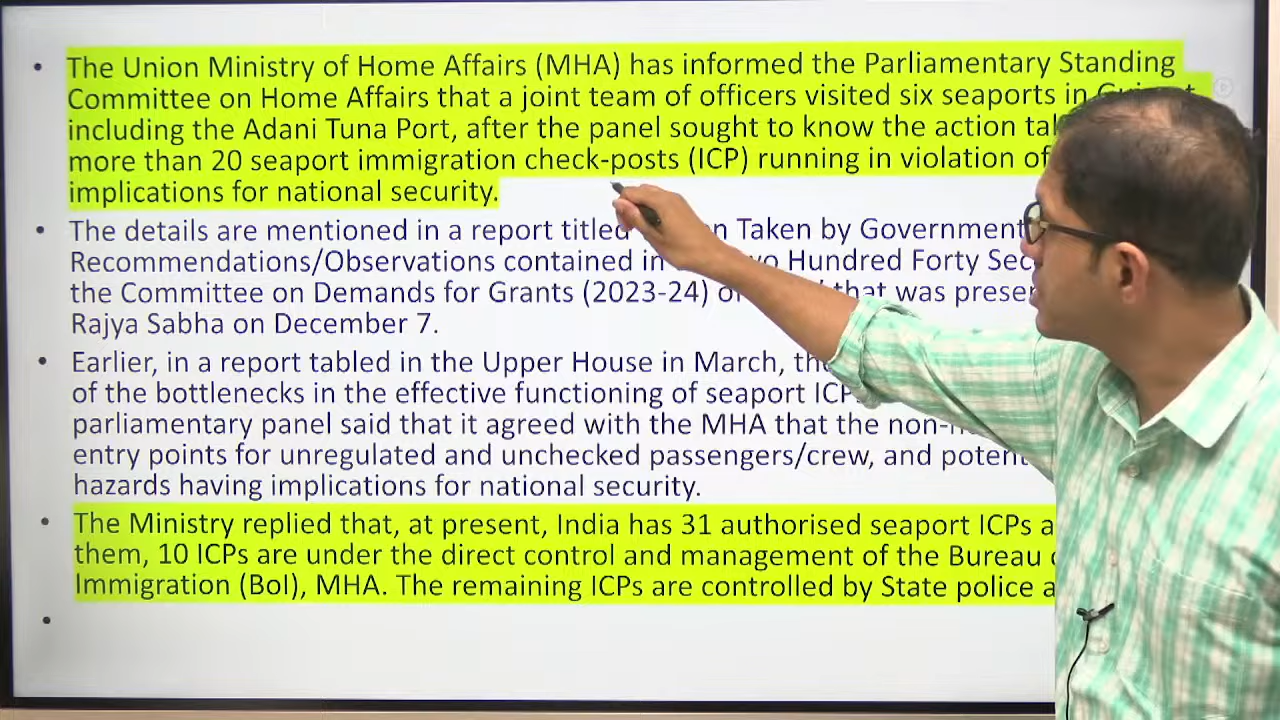 • The Union Ministry of Home Affairs (MHA) has informed the Parliamentary Standing
Committee on Home Affairs that a joint team of officers visited six seaports in
including the Adani Tuna Port, after the panel sought to know the action
more than 20 seaport immigration check-posts (ICP) running in violation of
implications for national security.
• The details are mentioned in a report titled Taken by Government
Recommendations/Observations contained in Hundred Forty
the Committee on Demands for Grants (2023-24) that was
Rajya Sabha on December 7.
• Earlier, in a report tabled in the Upper House in March,
of the bottlenecks in the effective functioning of seaport
parliamentary panel said that it agreed with the MHA that the
entry points for unregulated and unchecked passengers/crew, and
hazards having implications for national security.
• The Ministry replied that, at present, India has 31 authorised seaport ICPs
them, 10 ICPs are under the direct control and management of the Bureau
Immigration (BoI), MHA. The remaining ICPs are controlled by State police
•